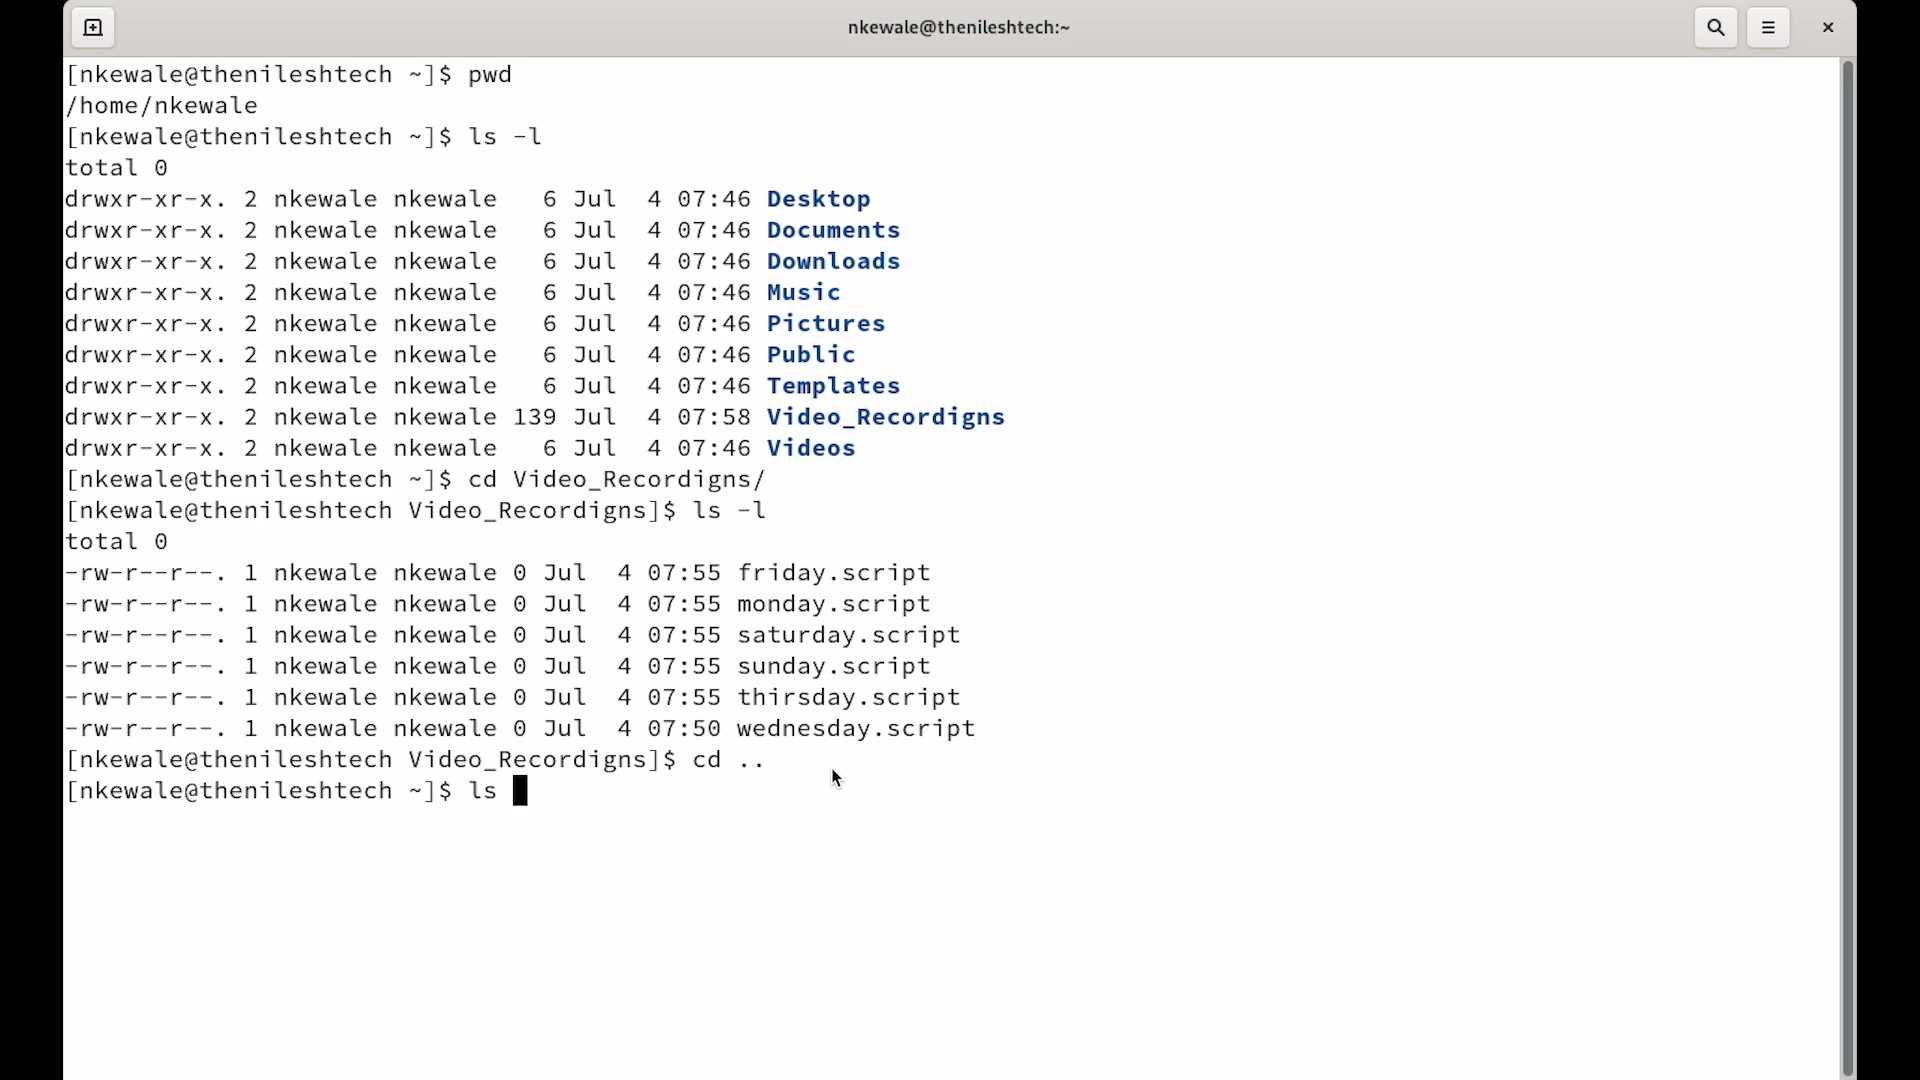 nkewale@thenileshtech:~
[nkewale@thenileshtech ~]$ pwd
/home/nkewale
[nkewale@thenileshtech ~]$ ls -l
total 0
drwxr-xr-x. 2 nkewale nkewale   6 Jul  4 07:46 Desktop
drwxr-xr-x. 2 nkewale nkewale   6 Jul  4 07:46 Documents
drwxr-xr-x. 2 nkewale nkewale   6 Jul  4 07:46 Downloads
drwxr-xr-x. 2 nkewale nkewale   6 Jul  4 07:46 Music
drwxr-xr-x. 2 nkewale nkewale   6 Jul  4 07:46 Pictures
drwxr-xr-x. 2 nkewale nkewale   6 Jul  4 07:46 Public
drwxr-xr-x. 2 nkewale nkewale   6 Jul  4 07:46 Templates
drwxr-xr-x. 2 nkewale nkewale 139 Jul  4 07:58 Video_Recordigns
drwxr-xr-x. 2 nkewale nkewale   6 Jul  4 07:46 Videos
[nkewale@thenileshtech ~]$ cd Video_Recordigns/
[nkewale@thenileshtech Video_Recordigns]$ ls -l
total 0
-rw-r--r--. 1 nkewale nkewale 0 Jul  4 07:55 friday.script
-rw-r--r--. 1 nkewale nkewale 0 Jul  4 07:55 monday.script
-rw-r--r--. 1 nkewale nkewale 0 Jul  4 07:55 saturday.script
-rw-r--r--. 1 nkewale nkewale 0 Jul  4 07:55 sunday.script
-rw-r--r--. 1 nkewale nkewale 0 Jul  4 07:55 thirsday.script
-rw-r--r--. 1 nkewale nkewale 0 Jul  4 07:50 wednesday.script
[nkewale@thenileshtech Video_Recordigns]$ cd ..
[nkewale@thenileshtech ~]$ ls